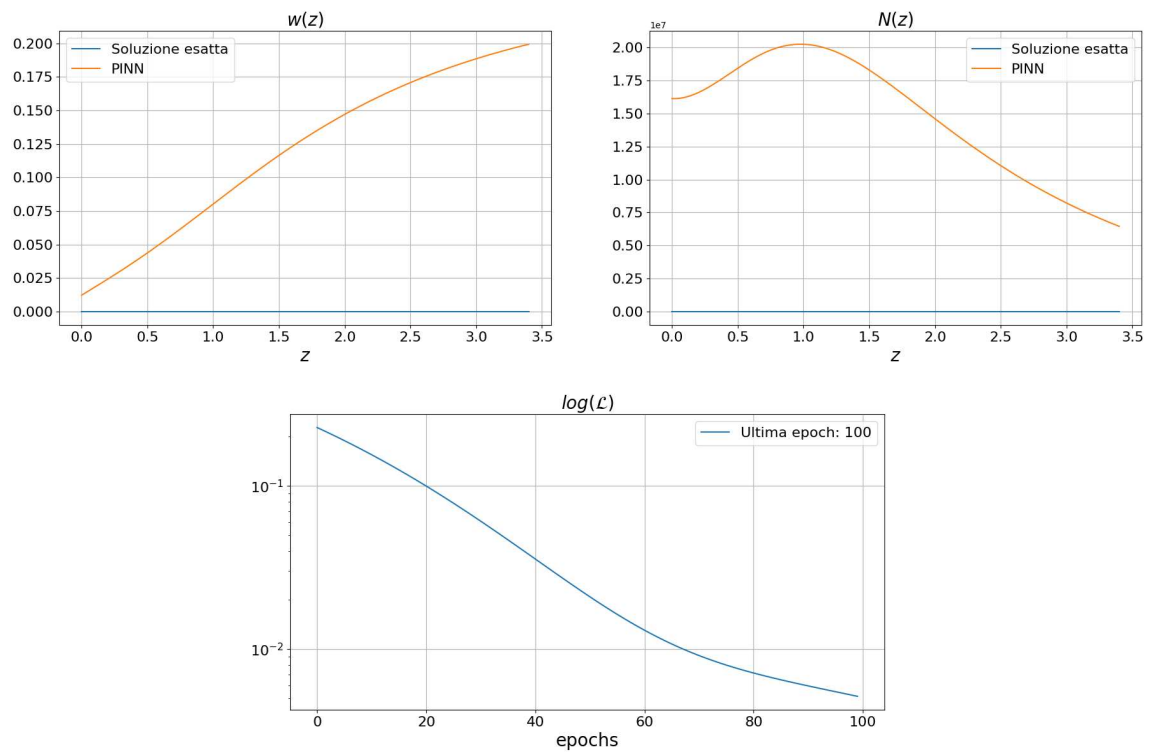 w(z)
0.200
0.175
0.150
0.125
0.100
0.075
0.050
0.025
0.000
Soluzione esatta
PINN
0.0 0.5 1.0 1.5 2.0 2.5 3.0 3.5
z
N(z)
1e7
2.00
1.75
1.50
1.25
1.00
0.75
0.50
0.25
0.00
Soluzione esatta
PINN
0.0 0.5 1.0 1.5 2.0 2.5 3.0 3.5
z
log(ℒ)
10⁻¹
10⁻²
Ultima epoch: 100
0 20 40 60 80 100
epochs